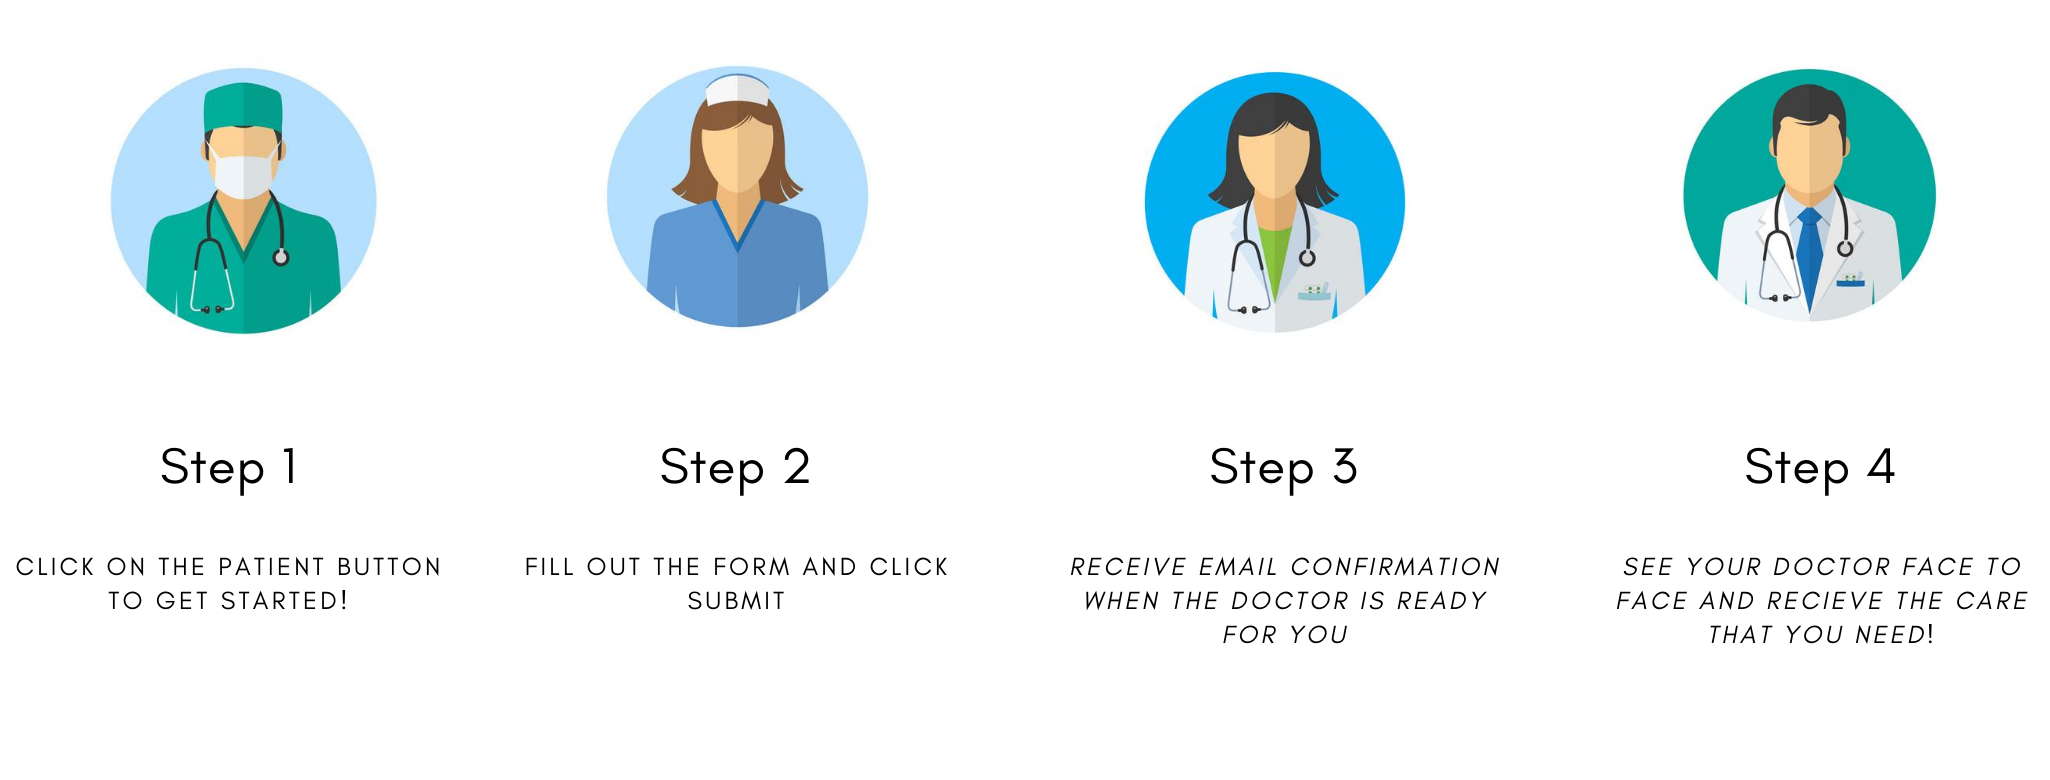 Step 1
CLICK ON THE PATIENT BUTTON
TO GET STARTED!
Step 2
FILL OUT THE FORM AND CLICK
SUBMIT
Step 3
RECEIVE EMAIL CONFIRMATION
WHEN THE DOCTOR IS READY
FOR YOU
Step 4
SEE YOUR DOCTOR FACE TO
FACE AND RECIEVE THE CARE
THAT YOU NEED!